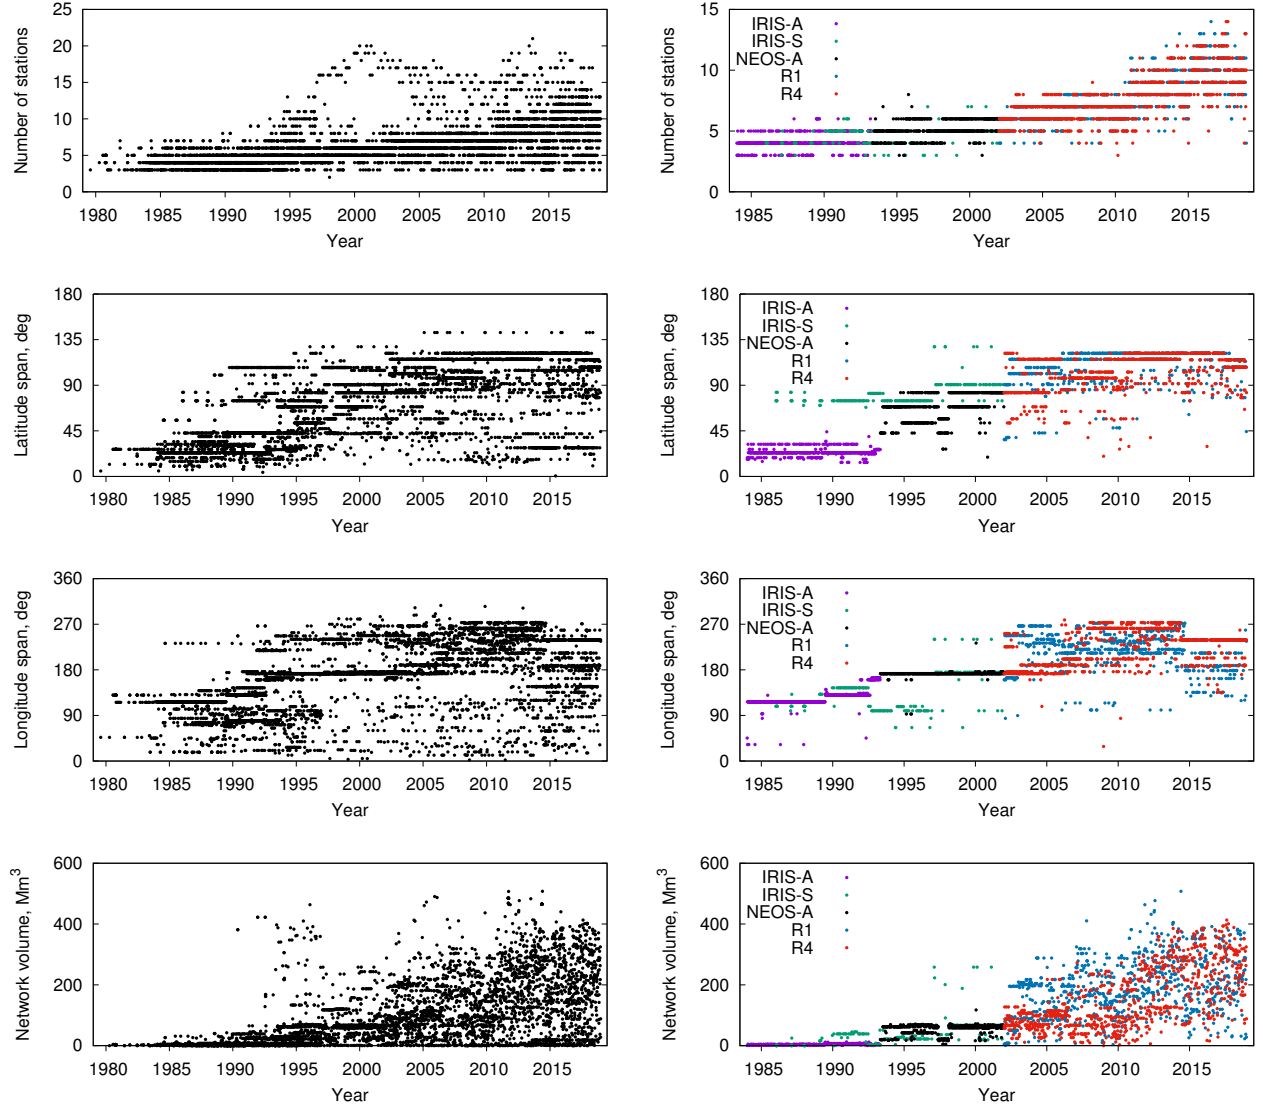 Number of stations
25
20
15
10
5
0
1980 1985 1990 1995 2000 2005 2010 2015
Year
Number of stations
15
10
5
0
IRIS-A
IRIS-S
NEOS-A
R1
R4
1985 1990 1995 2000 2005 2010 2015
Year
Latitude span, deg
180
135
90
45
0
1980 1985 1990 1995 2000 2005 2010 2015
Year
Latitude span, deg
180
135
90
45
0
IRIS-A
IRIS-S
NEOS-A
R1
R4
1985 1990 1995 2000 2005 2010 2015
Year
Longitude span, deg
360
270
180
90
0
1980 1985 1990 1995 2000 2005 2010 2015
Year
Longitude span, deg
360
270
180
90
0
IRIS-A
IRIS-S
NEOS-A
R1
R4
1985 1990 1995 2000 2005 2010 2015
Year
Network volume, Mm³
600
400
200
0
1980 1985 1990 1995 2000 2005 2010 2015
Year
Network volume, Mm³
600
400
200
0
IRIS-A
IRIS-S
NEOS-A
R1
R4
1985 1990 1995 2000 2005 2010 2015
Year